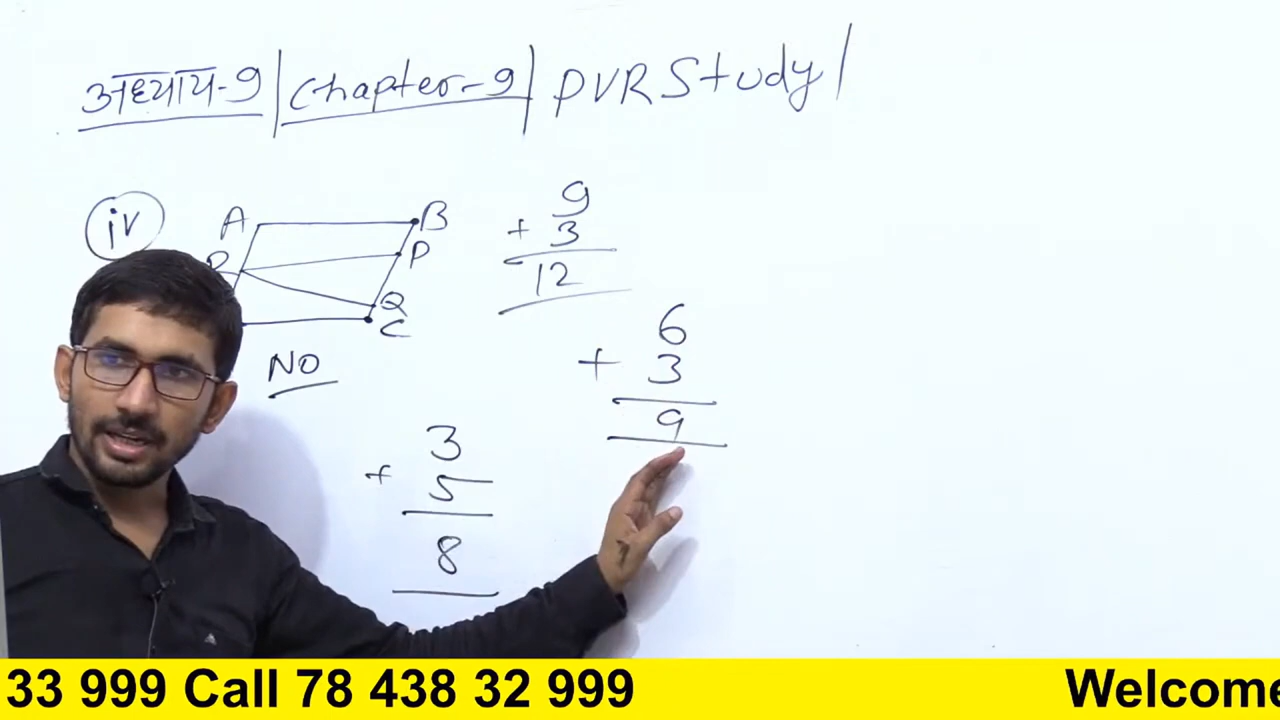 अध्याय-9 | Chapter-9 | PVR Study |
iv
A B
P
Q
C
NO
9
+ 3
12
6
+ 3
9
3
+ 5
8
33 999 Call 78 438 32 999 Welcome